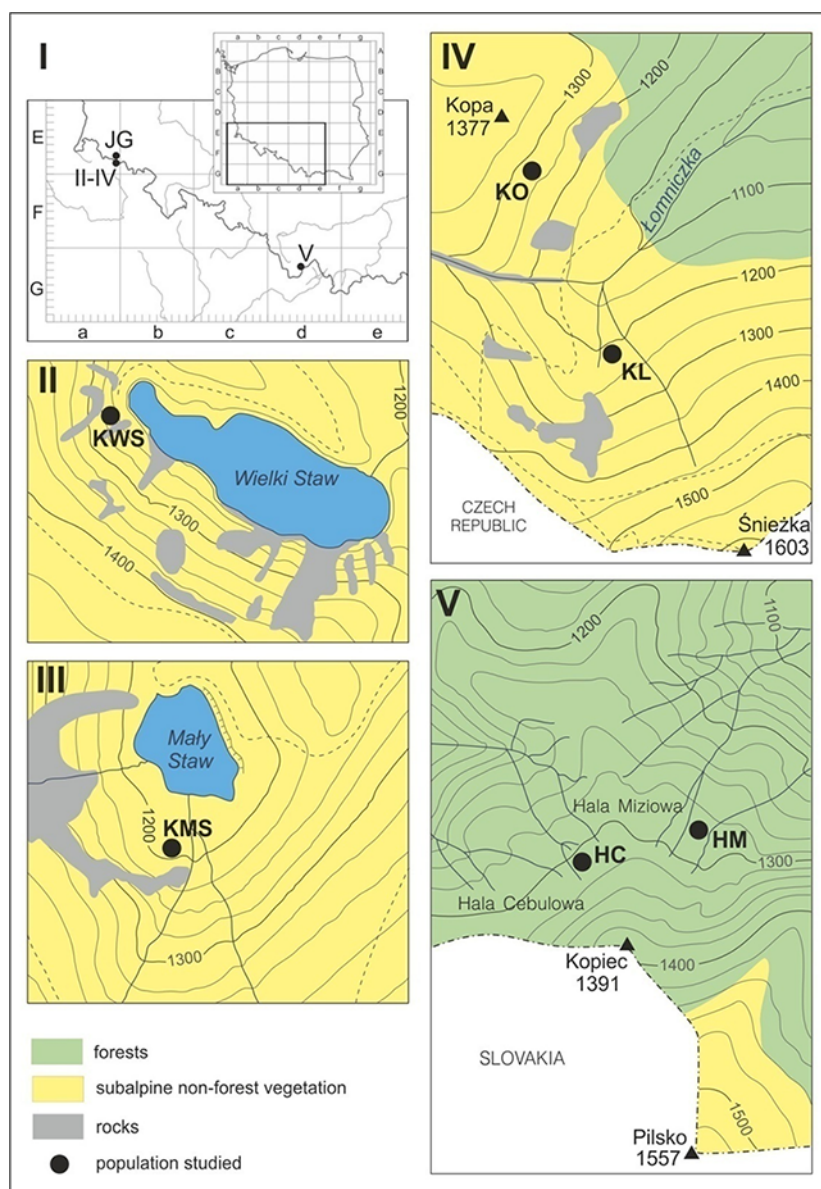 I
a b c d e f g
A
B
C
D
E
F
G
a b c d e f g
E
F
G
JG
II-IV
V
a b c d e
II
KWS
Wielki Staw
1200
1300
1400
III
Mały
Staw
1200
KMS
1300
forests
subalpine non-forest vegetation
rocks
population studied
IV
1300
1200
Kopa
1377
KO
Łomniczka
1100
1200
1300
KL
1400
CZECH
REPUBLIC
1500
Śnieżka
1603
V
1200
1100
Hala Miziowa
HC
HM
1300
Hala Cebulowa
Kopiec
1391
1400
SLOVAKIA
1500
Pilsko
1557